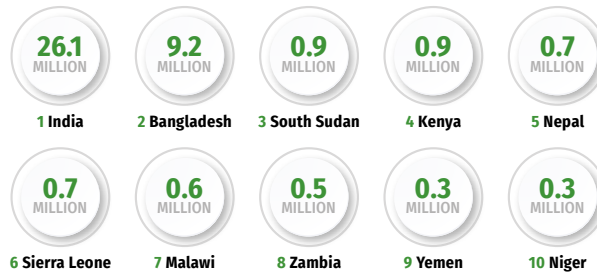 26.1
MILLION
1 India
9.2
MILLION
2 Bangladesh
0.9
MILLION
3 South Sudan
0.9
MILLION
4 Kenya
0.7
MILLION
5 Nepal
0.7
MILLION
6 Sierra Leone
0.6
MILLION
7 Malawi
0.5
MILLION
8 Zambia
0.3
MILLION
9 Yemen
0.3
MILLION
10 Niger